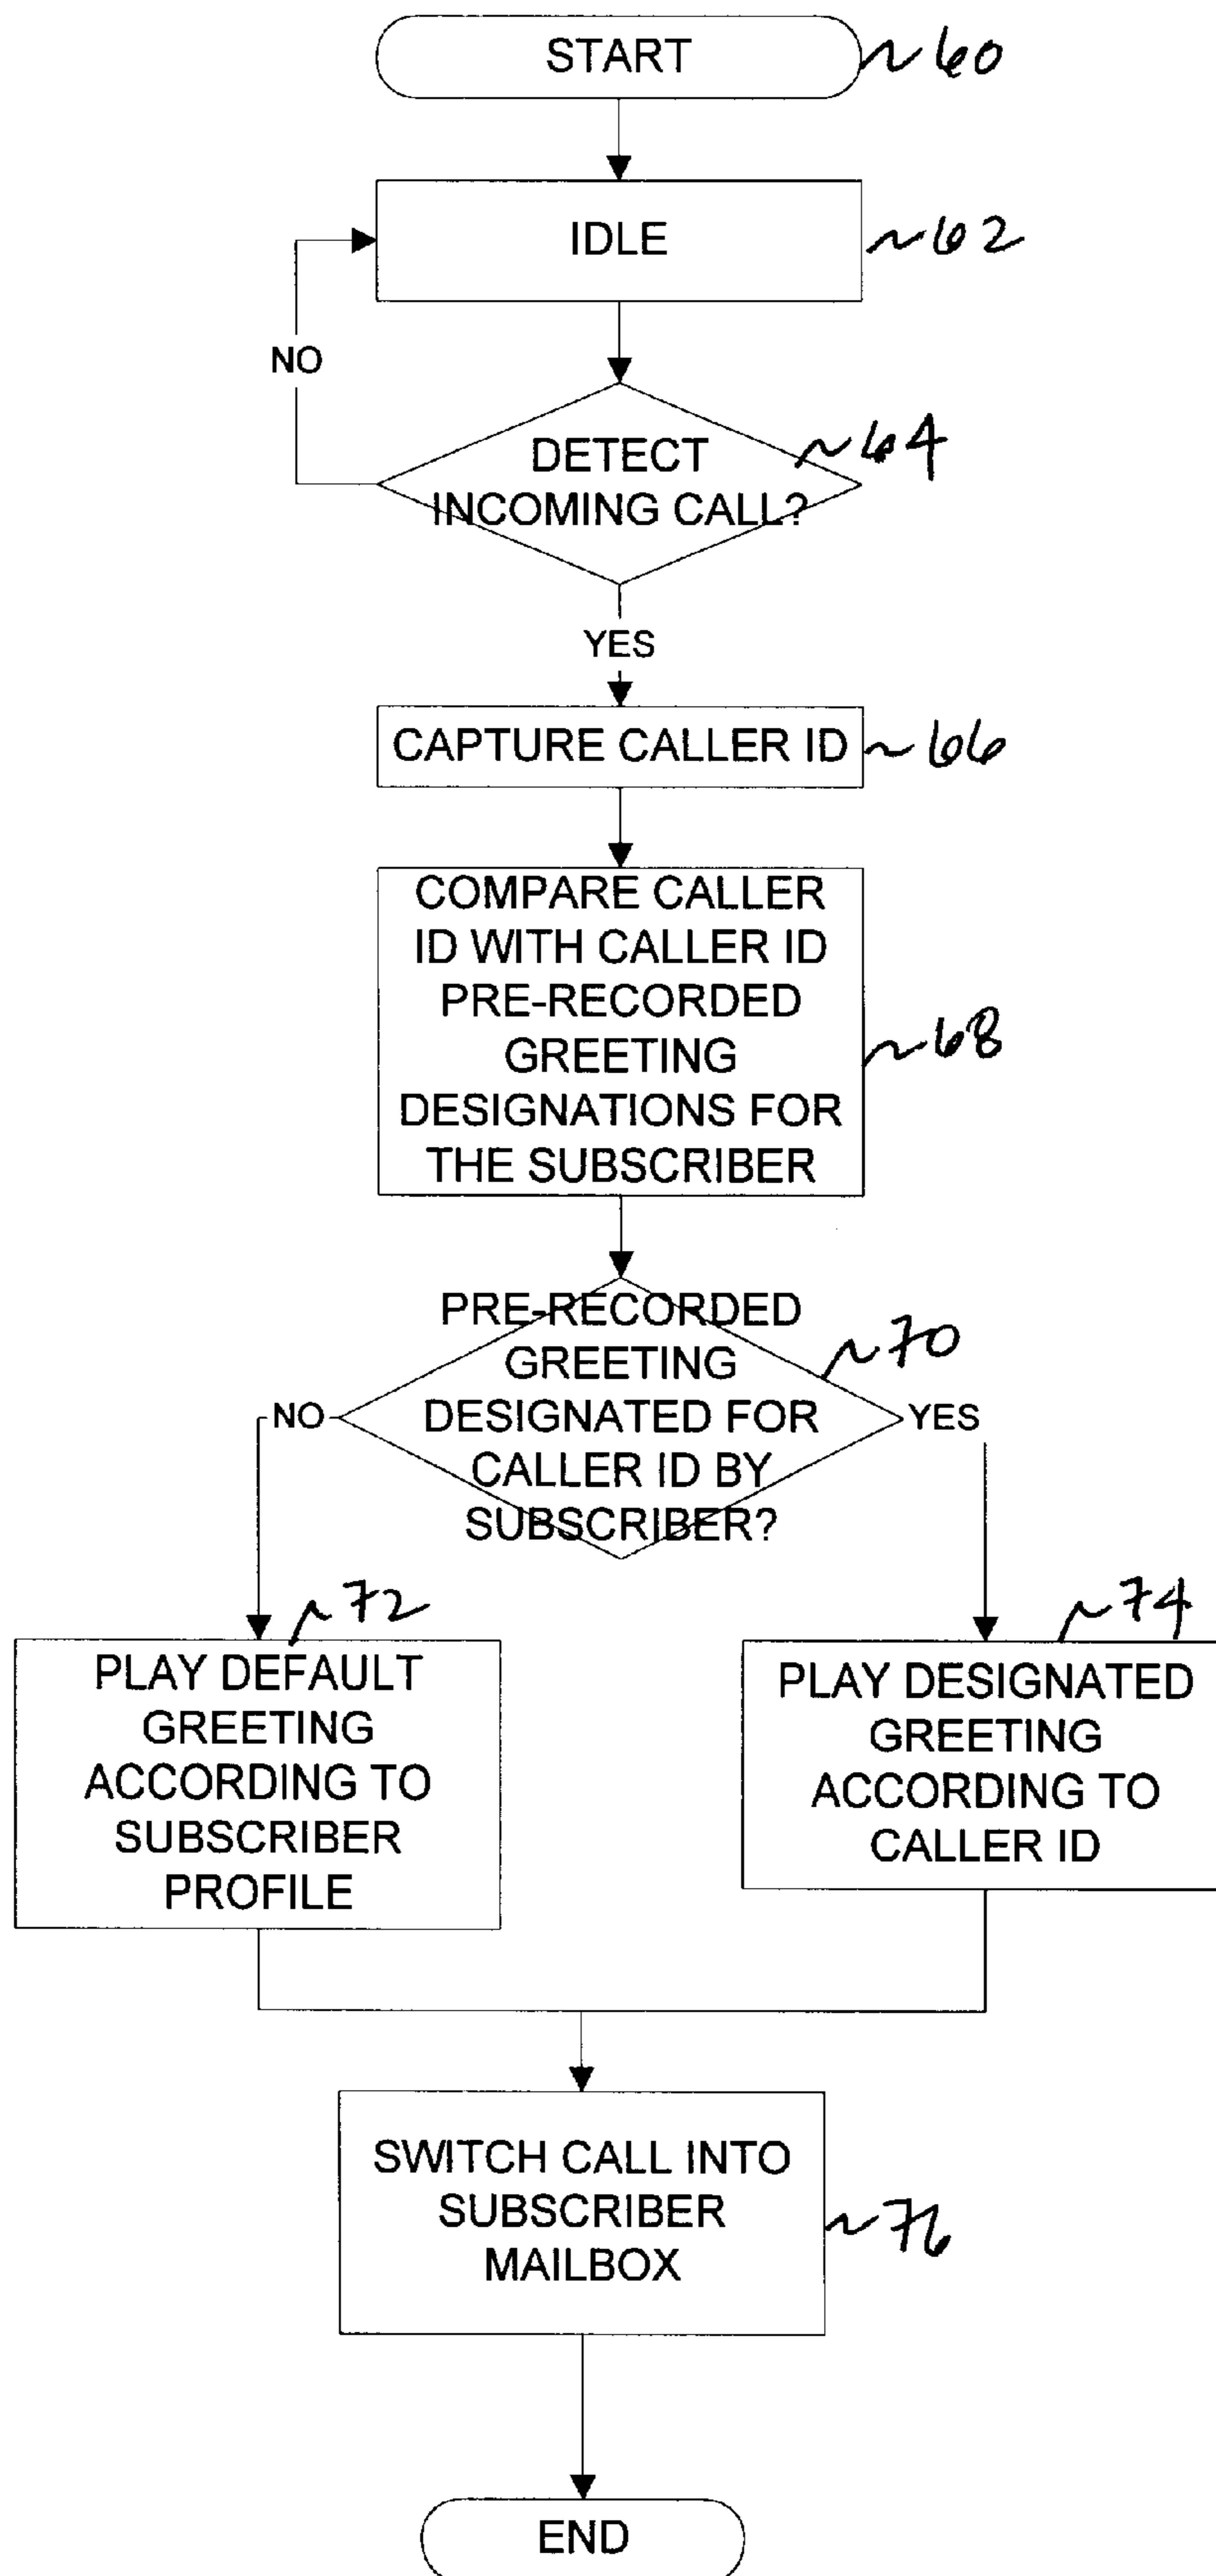 START ~60
IDLE ~62
NO
DETECT ~64
INCOMING CALL?
YES
CAPTURE CALLER ID ~66
COMPARE CALLER
ID WITH CALLER ID
PRE-RECORDED
GREETING
DESIGNATIONS FOR
THE SUBSCRIBER
~68
PRE-RECORDED
GREETING
DESIGNATED FOR
CALLER ID BY
SUBSCRIBER?
~70
NO
YES
~72
PLAY DEFAULT
GREETING
ACCORDING TO
SUBSCRIBER
PROFILE
~74
PLAY DESIGNATED
GREETING
ACCORDING TO
CALLER ID
SWITCH CALL INTO
SUBSCRIBER
MAILBOX
~76
END